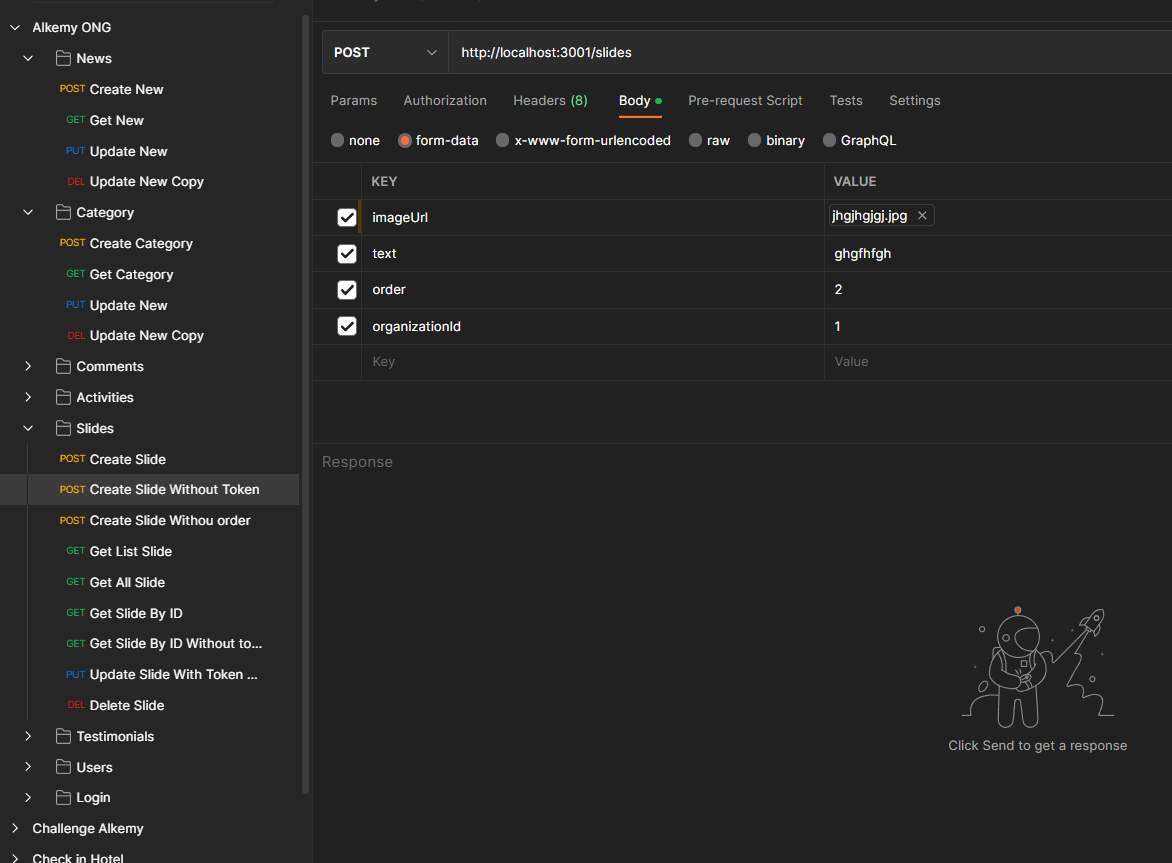 Alkemy ONG
News
POST Create New
GET Get New
PUT Update New
DEL Update New Copy
Category
POST Create Category
GET Get Category
PUT Update New
DEL Update New Copy
Comments
Activities
Slides
POST Create Slide
POST Create Slide Without Token
POST Create Slide Withou order
GET Get List Slide
GET Get All Slide
GET Get Slide By ID
GET Get Slide By ID Without to...
PUT Update Slide With Token ...
DEL Delete Slide
Testimonials
Users
Login
Challenge Alkemy
Check in Hotel
POST http://localhost:3001/slides
Params Authorization Headers (8) Body Pre-request Script Tests Settings
none form-data x-www-form-urlencoded raw binary GraphQL
KEY VALUE
imageUrl jhgjhgjgj.jpg
text ghgfhfgh
order 2
organizationId 1
Key Value
Response
Click Send to get a response